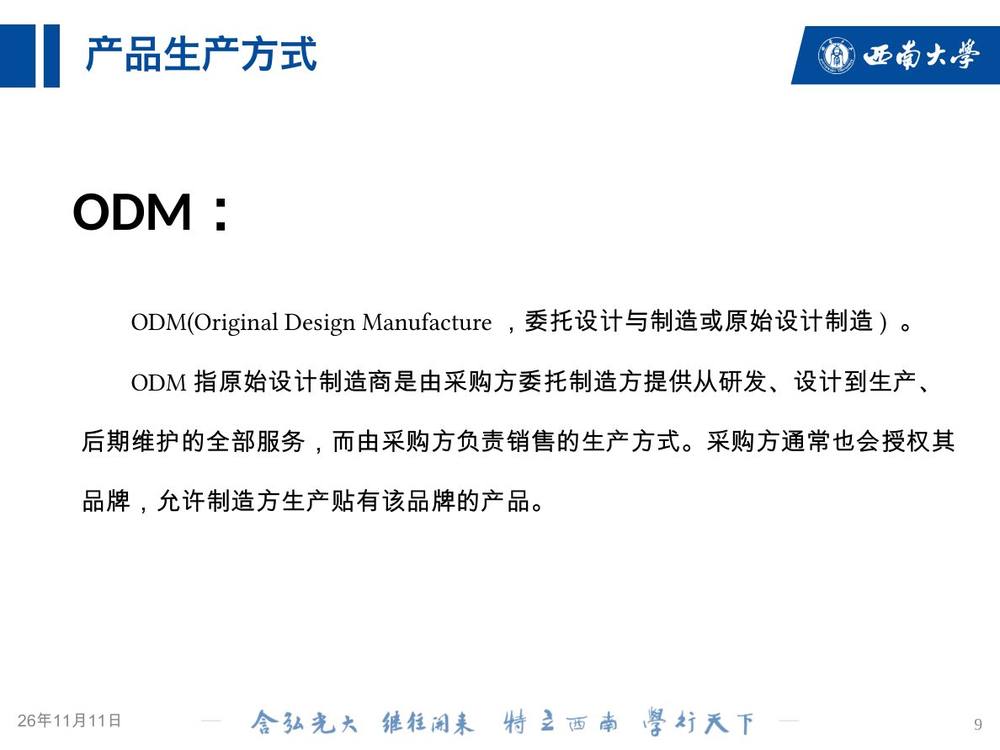 产品生产方式
西南大学
ODM：
ODM(Original Design Manufacture ，委托设计与制造或原始设计制造）。
ODM 指原始设计制造商是由采购方委托制造方提供从研发、设计到生产、
后期维护的全部服务，而由采购方负责销售的生产方式。采购方通常也会授权其
品牌，允许制造方生产贴有该品牌的产品。
26年11月11日
含弘光大 继往开来 特立西南 學行天下
9